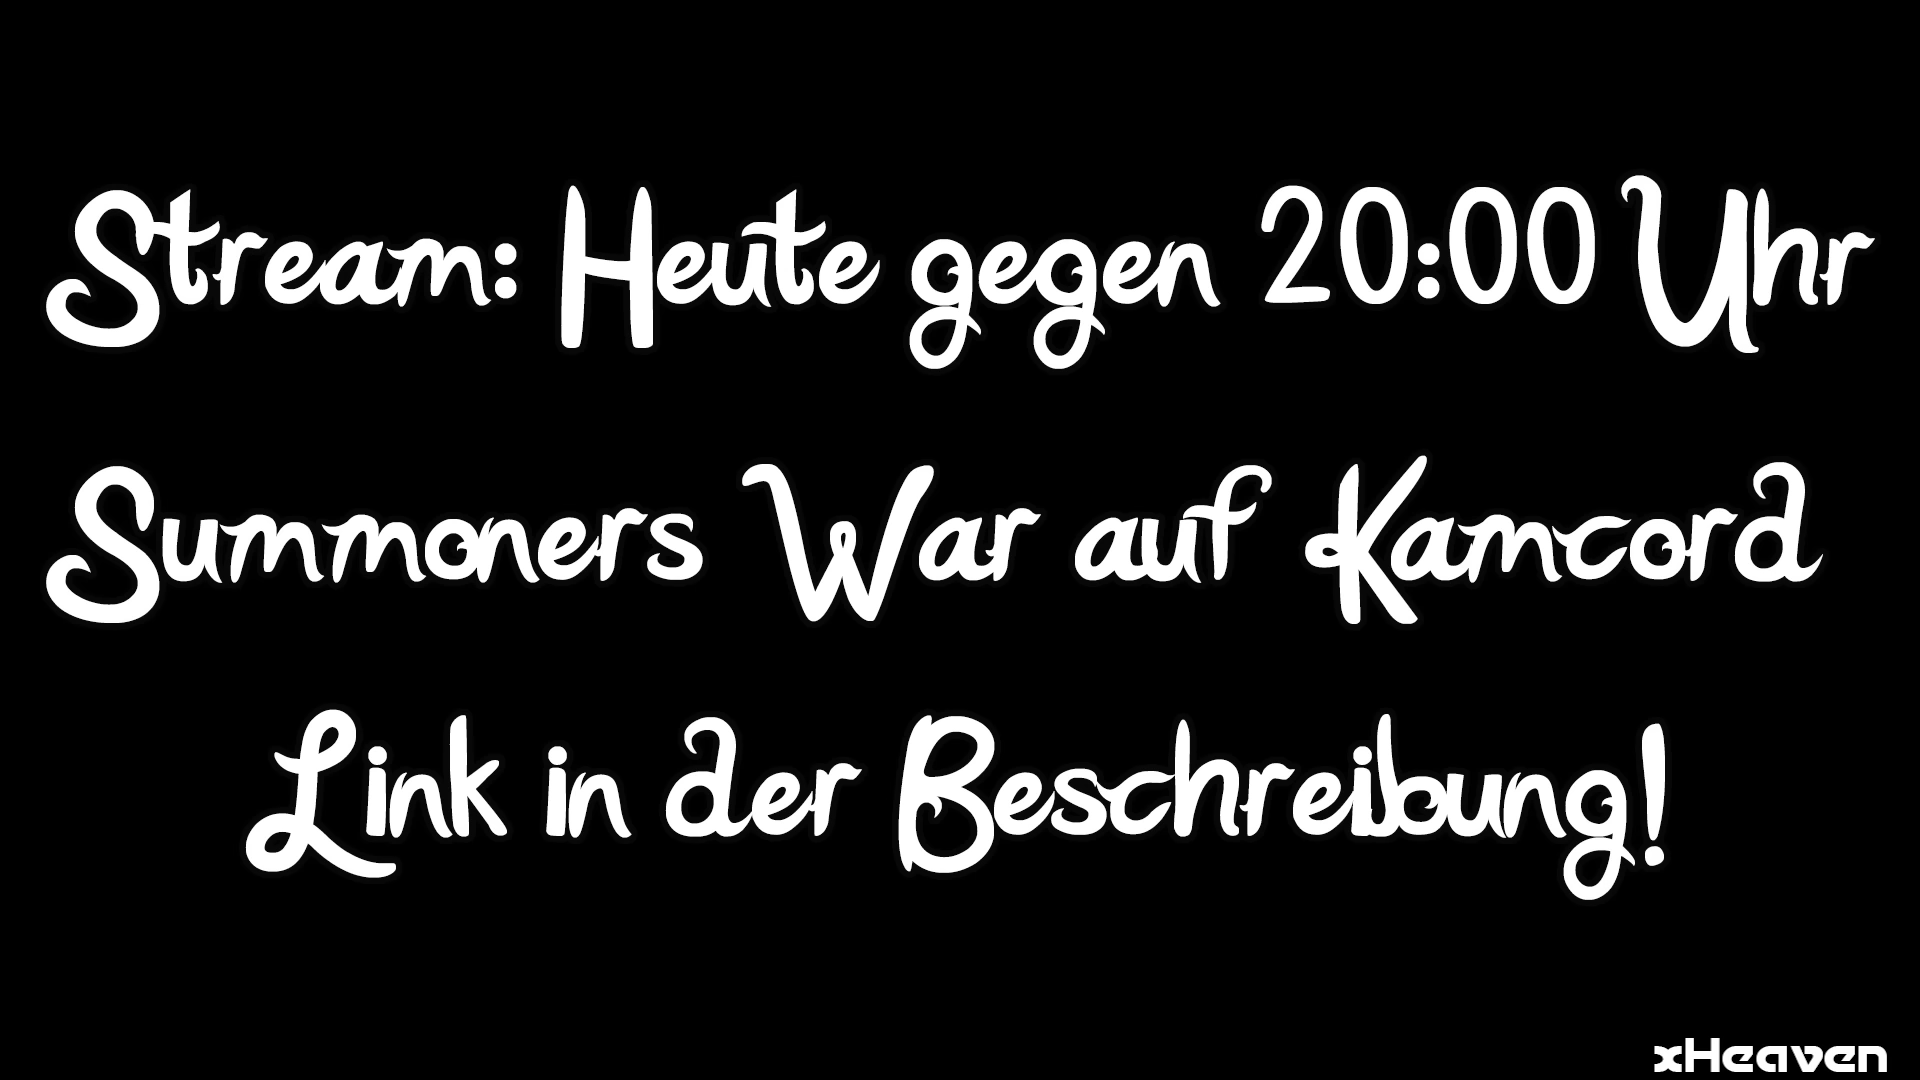 Stream: Heute gegen 20:00 Uhr
Summoners War auf Kamcord
Link in der Beschreibung!
xHeaven